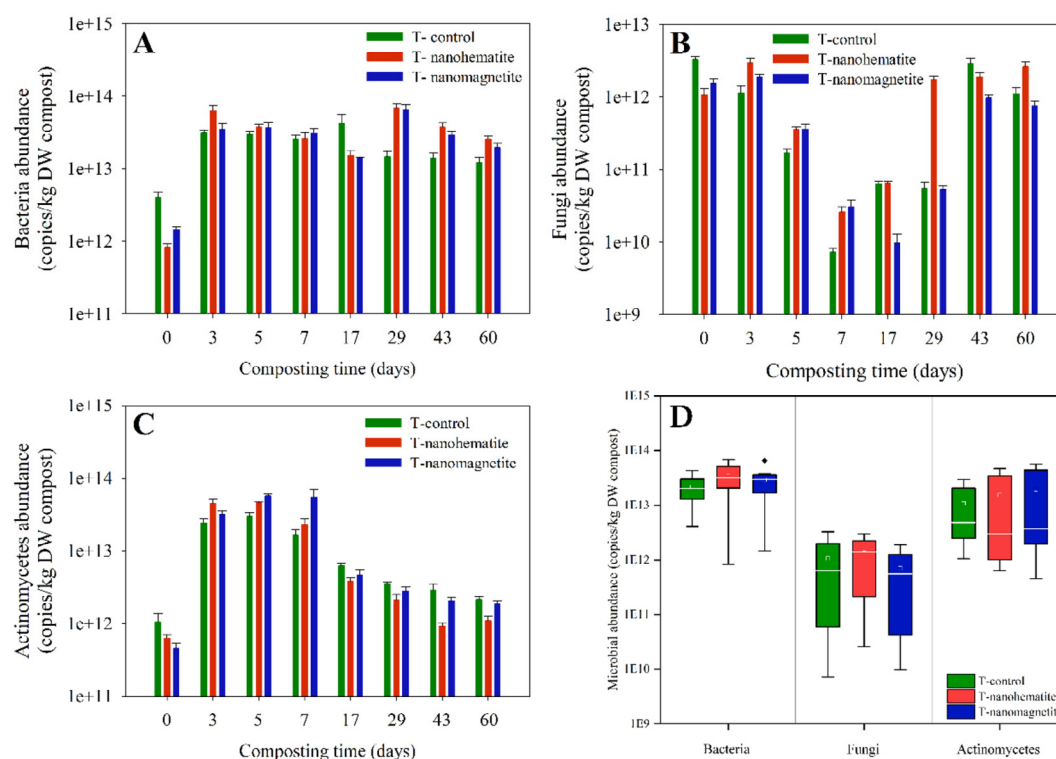 A
T- control
T- nanohematite
T- nanomagnetite
1e+15
1e+14
1e+13
1e+12
1e+11
Bacteria abundance
(copies/kg DW compost)
0 3 5 7 17 29 43 60
Composting time (days)
B
T-control
T-nanohematite
T-nanomagnetite
1e+13
1e+12
1e+11
1e+10
1e+9
Fungi abundance
(copies/kg DW compost)
0 3 5 7 17 29 43 60
Composting time (days)
C
T-control
T-nanohematite
T-nanomagnetite
1e+15
1e+14
1e+13
1e+12
1e+11
Actinomycetes abundance
(copies/kg DW compost)
0 3 5 7 17 29 43 60
Composting time (days)
D
1E15
1E14
1E13
1E12
1E11
1E10
1E9
Microbial abundance (copies/kg DW compost)
T-control
T-nanohematite
T-nanomagnetite
Bacteria Fungi Actinomycetes